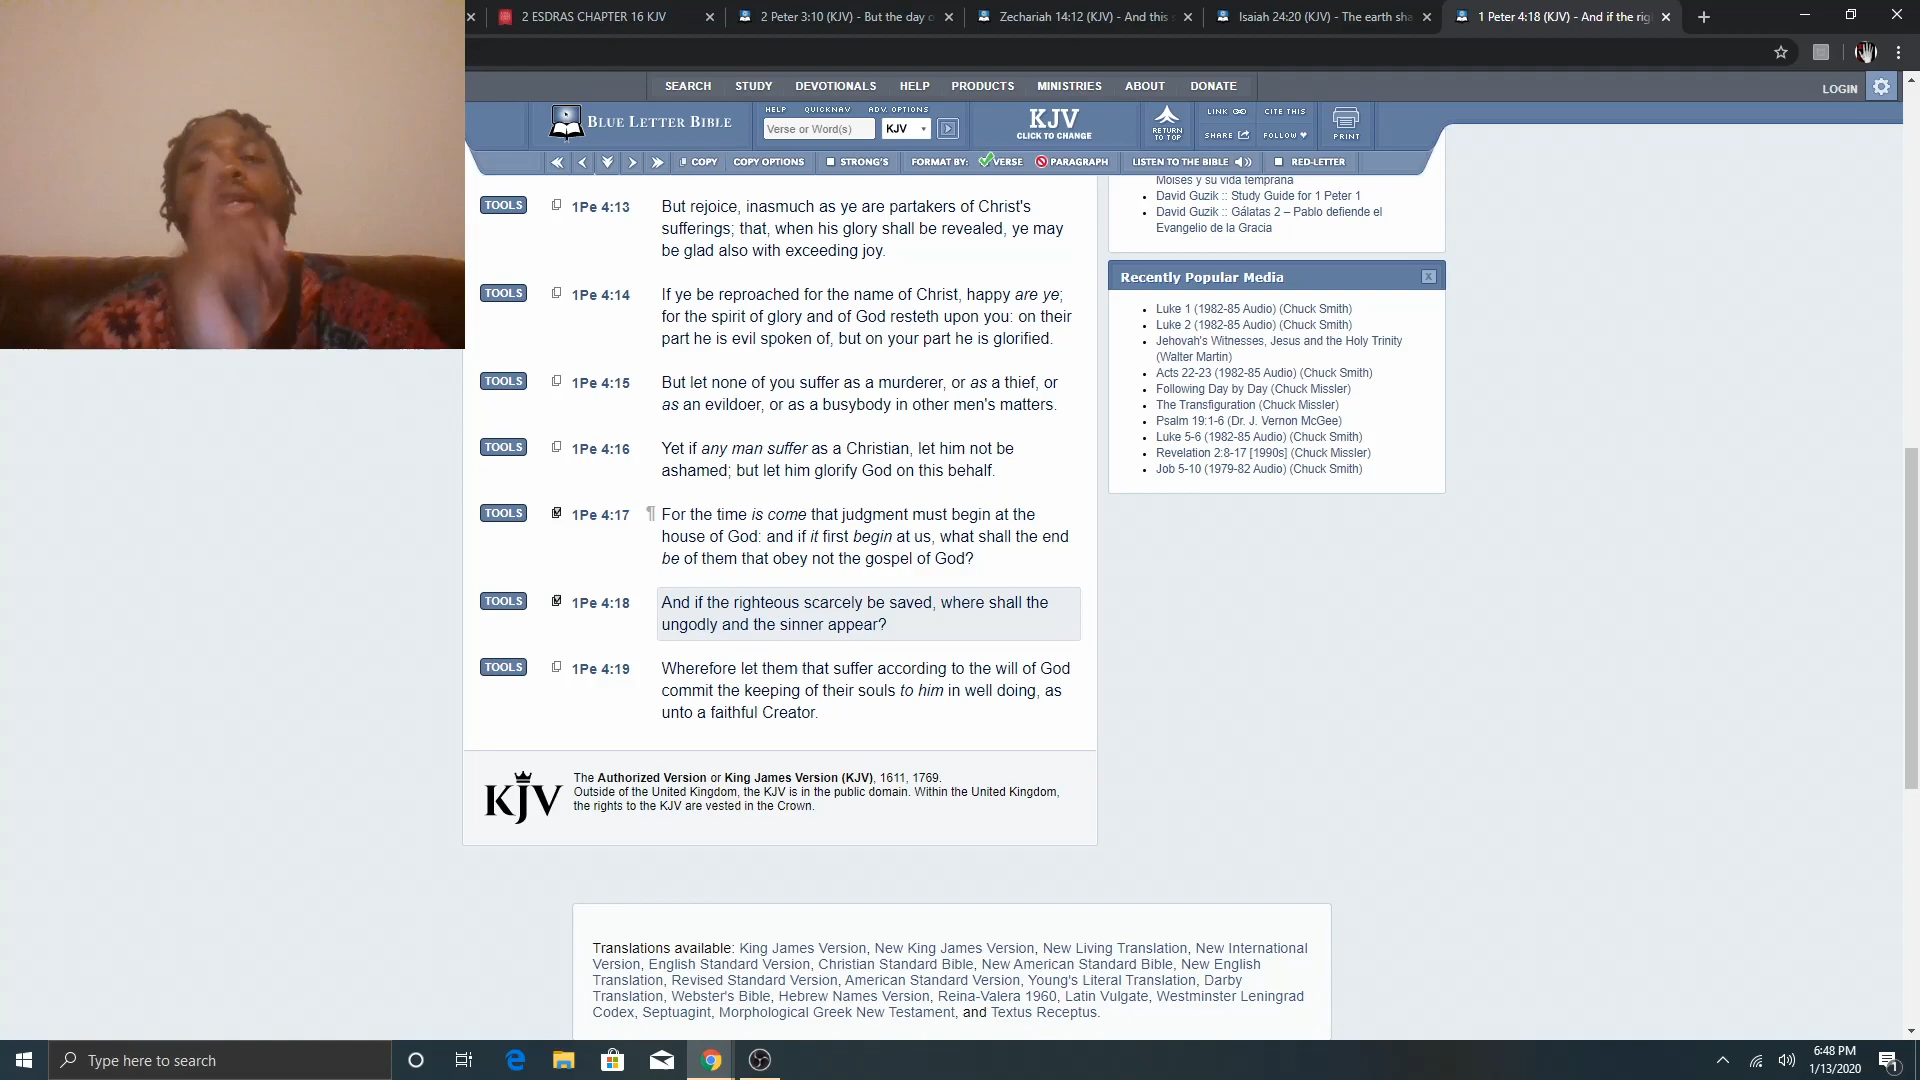 2 ESDRAS CHAPTER 16 KJV
2 Peter 3:10 (KJV) - But the day o
Zechariah 14:12 (KJV) - And this s
Isaiah 24:20 (KJV) - The earth sha
1 Peter 4:18 (KJV) - And if the rig
SEARCH STUDY DEVOTIONALS HELP PRODUCTS MINISTRIES ABOUT DONATE
LOGIN
BLUE LETTER BIBLE
HELP QUICKNAV ADV. OPTIONS
Verse or Word(s) KJV
KJV
CLICK TO CHANGE
RETURN
TO TOP
LINK CITE THIS
SHARE FOLLOW
PRINT
COPY COPY OPTIONS STRONG'S FORMAT BY: VERSE PARAGRAPH LISTEN TO THE BIBLE RED-LETTER
TOOLS 1Pe 4:13 But rejoice, inasmuch as ye are partakers of Christ's
sufferings; that, when his glory shall be revealed, ye may
be glad also with exceeding joy.
TOOLS 1Pe 4:14 If ye be reproached for the name of Christ, happy are ye;
for the spirit of glory and of God resteth upon you: on their
part he is evil spoken of, but on your part he is glorified.
TOOLS 1Pe 4:15 But let none of you suffer as a murderer, or as a thief, or
as an evildoer, or as a busybody in other men's matters.
TOOLS 1Pe 4:16 Yet if any man suffer as a Christian, let him not be
ashamed; but let him glorify God on this behalf.
TOOLS 1Pe 4:17 ¶ For the time is come that judgment must begin at the
house of God: and if it first begin at us, what shall the end
be of them that obey not the gospel of God?
TOOLS 1Pe 4:18 And if the righteous scarcely be saved, where shall the
ungodly and the sinner appear?
TOOLS 1Pe 4:19 Wherefore let them that suffer according to the will of God
commit the keeping of their souls to him in well doing, as
unto a faithful Creator.
KJV
The Authorized Version or King James Version (KJV), 1611, 1769.
Outside of the United Kingdom, the KJV is in the public domain. Within the United Kingdom,
the rights to the KJV are vested in the Crown.
Moises y su vida temprana
David Guzik :: Study Guide for 1 Peter 1
David Guzik :: Gálatas 2 – Pablo defiende el
Evangelio de la Gracia
Recently Popular Media
X
Luke 1 (1982-85 Audio) (Chuck Smith)
Luke 2 (1982-85 Audio) (Chuck Smith)
Jehovah's Witnesses, Jesus and the Holy Trinity
(Walter Martin)
Acts 22-23 (1982-85 Audio) (Chuck Smith)
Following Day by Day (Chuck Missler)
The Transfiguration (Chuck Missler)
Psalm 19:1-6 (Dr. J. Vernon McGee)
Luke 5-6 (1982-85 Audio) (Chuck Smith)
Revelation 2:8-17 [1990s] (Chuck Missler)
Job 5-10 (1979-82 Audio) (Chuck Smith)
Translations available: King James Version, New King James Version, New Living Translation, New International
Version, English Standard Version, Christian Standard Bible, New American Standard Bible, New English
Translation, Revised Standard Version, American Standard Version, Young's Literal Translation, Darby
Translation, Webster's Bible, Hebrew Names Version, Reina-Valera 1960, Latin Vulgate, Westminster Leningrad
Codex, Septuagint, Morphological Greek New Testament, and Textus Receptus.
Type here to search
6:48 PM
1/13/2020
1